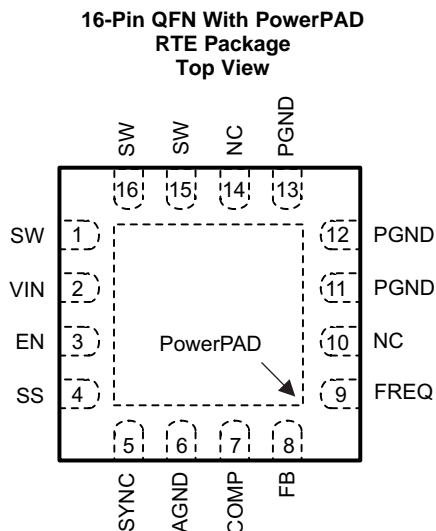 16-Pin QFN With PowerPAD
RTE Package
Top View
SW
SW
NC
PGND
16
15
14
13
SW 1
12 PGND
VIN 2
11 PGND
EN 3
10 NC
PowerPAD
SS 4
9 FREQ
5
6
7
8
SYNC
AGND
COMP
FB